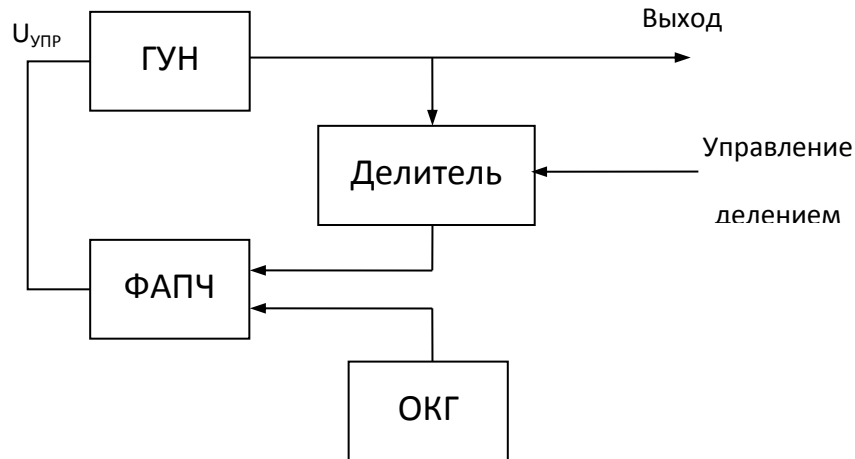 Выход
UУПР
ГУН
Управление
Делитель
делением
ФАПЧ
ОКГ